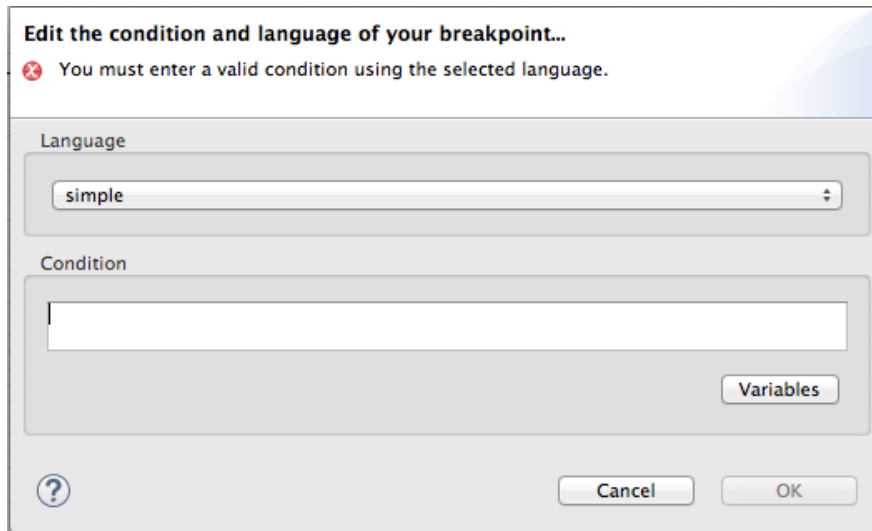 Edit the condition and language of your breakpoint...
You must enter a valid condition using the selected language.
Language
simple
Condition
Variables
?
Cancel
OK